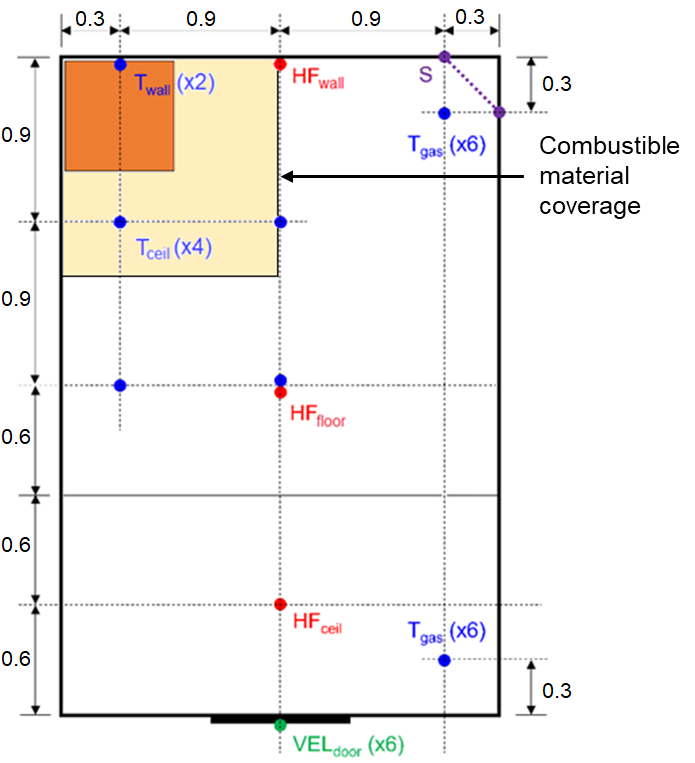 0.3 0.9 0.9 0.3
T_wall (x2)
HF_wall
S
0.3
0.9
T_gas (x6)
Combustible
material
coverage
T_ceil (x4)
0.9
HF_floor
0.6
0.6
HF_ceil
T_gas (x6)
0.6
0.3
VEL_door (x6)